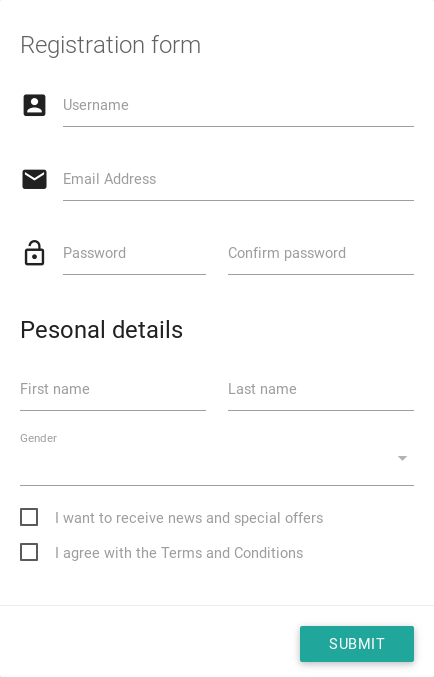 Registration form
Username
Email Address
Password Confirm password
Pesonal details
First name Last name
Gender
I want to receive news and special offers
I agree with the Terms and Conditions
SUBMIT